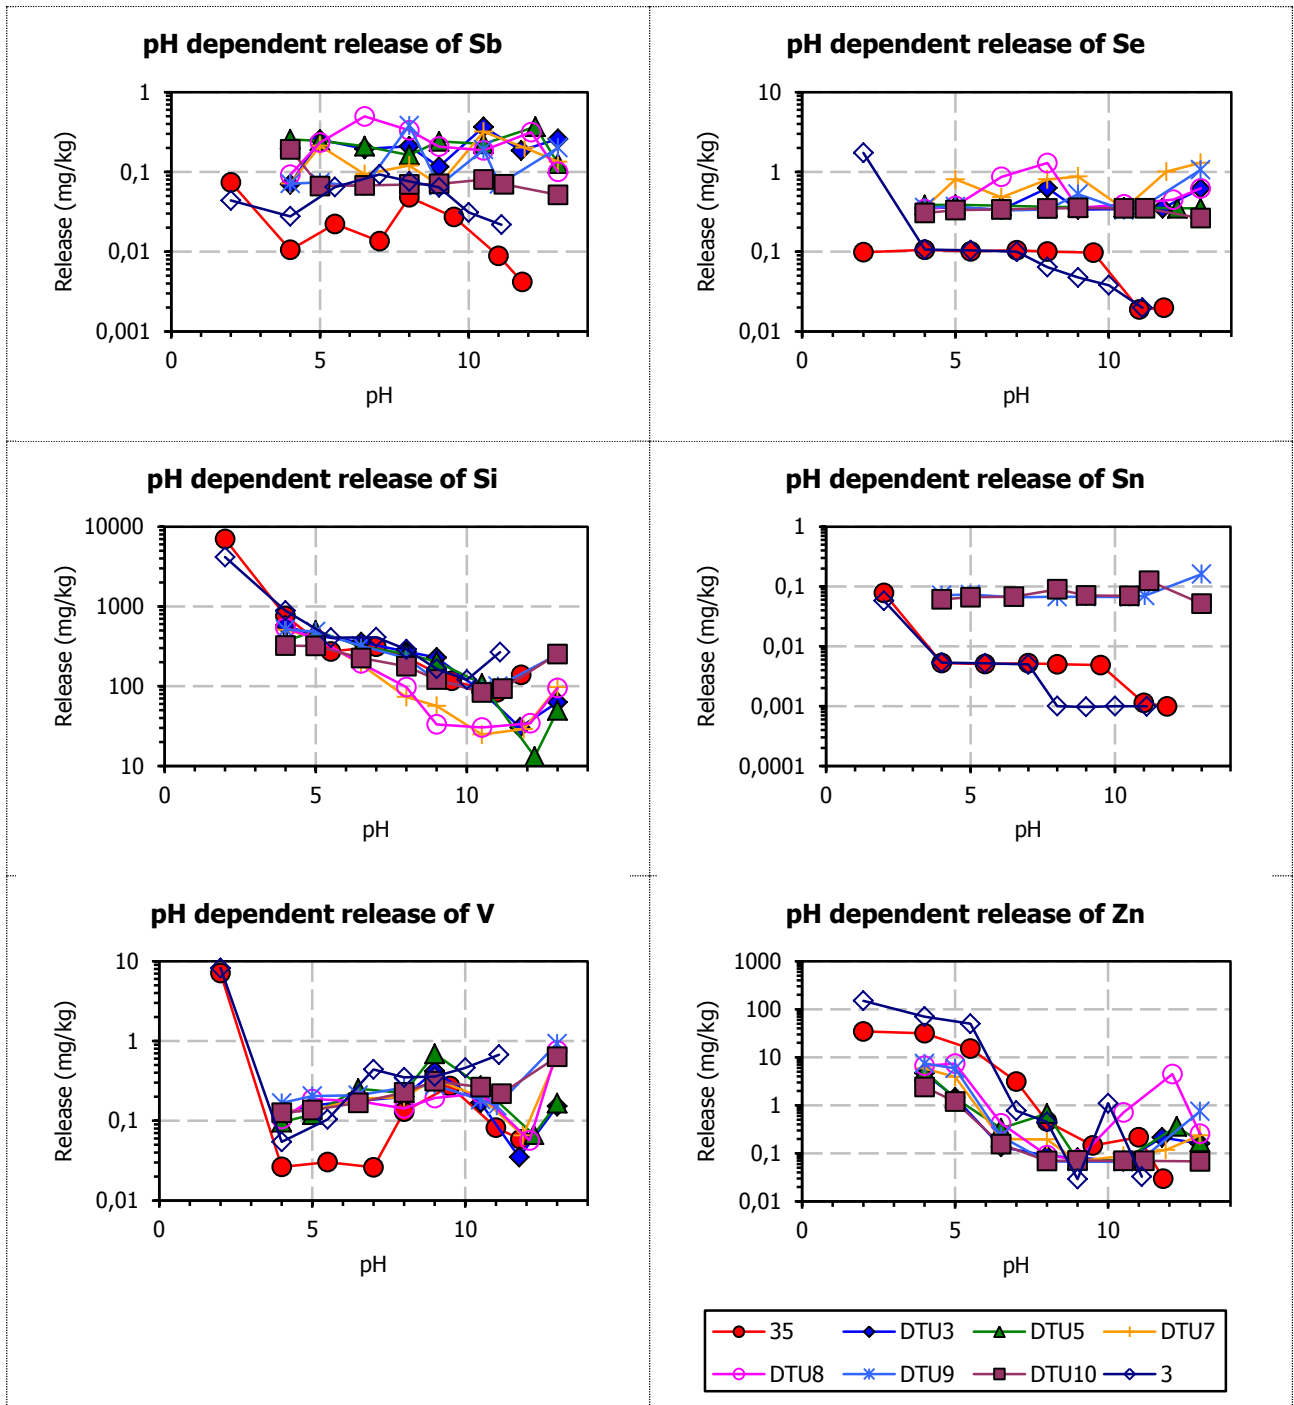 pH dependent release of Sb
Release (mg/kg)
1
0,1
0,01
0,001
0 5 10
pH
pH dependent release of Se
Release (mg/kg)
10
1
0,1
0,01
0 5 10
pH
pH dependent release of Si
Release (mg/kg)
10000
1000
100
10
0 5 10
pH
pH dependent release of Sn
Release (mg/kg)
1
0,1
0,01
0,001
0,0001
0 5 10
pH
pH dependent release of V
Release (mg/kg)
10
1
0,1
0,01
0 5 10
pH
pH dependent release of Zn
Release (mg/kg)
1000
100
10
1
0,1
0,01
0 5 10
pH
35 DTU3 DTU5 DTU7
DTU8 DTU9 DTU10 3